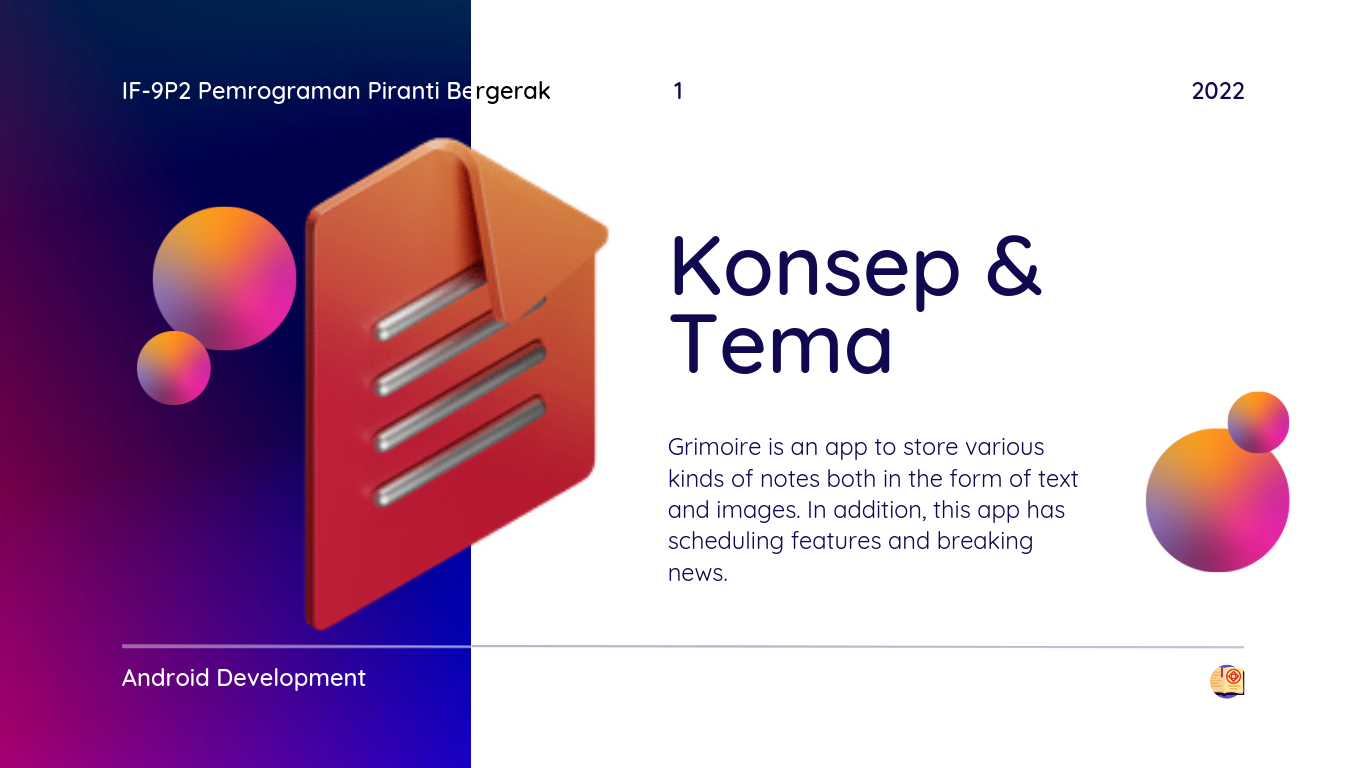 IF-9P2 Pemrograman Piranti Bergerak
1
2022
Konsep &
Tema
Grimoire is an app to store various
kinds of notes both in the form of text
and images. In addition, this app has
scheduling features and breaking
news.
Android Development